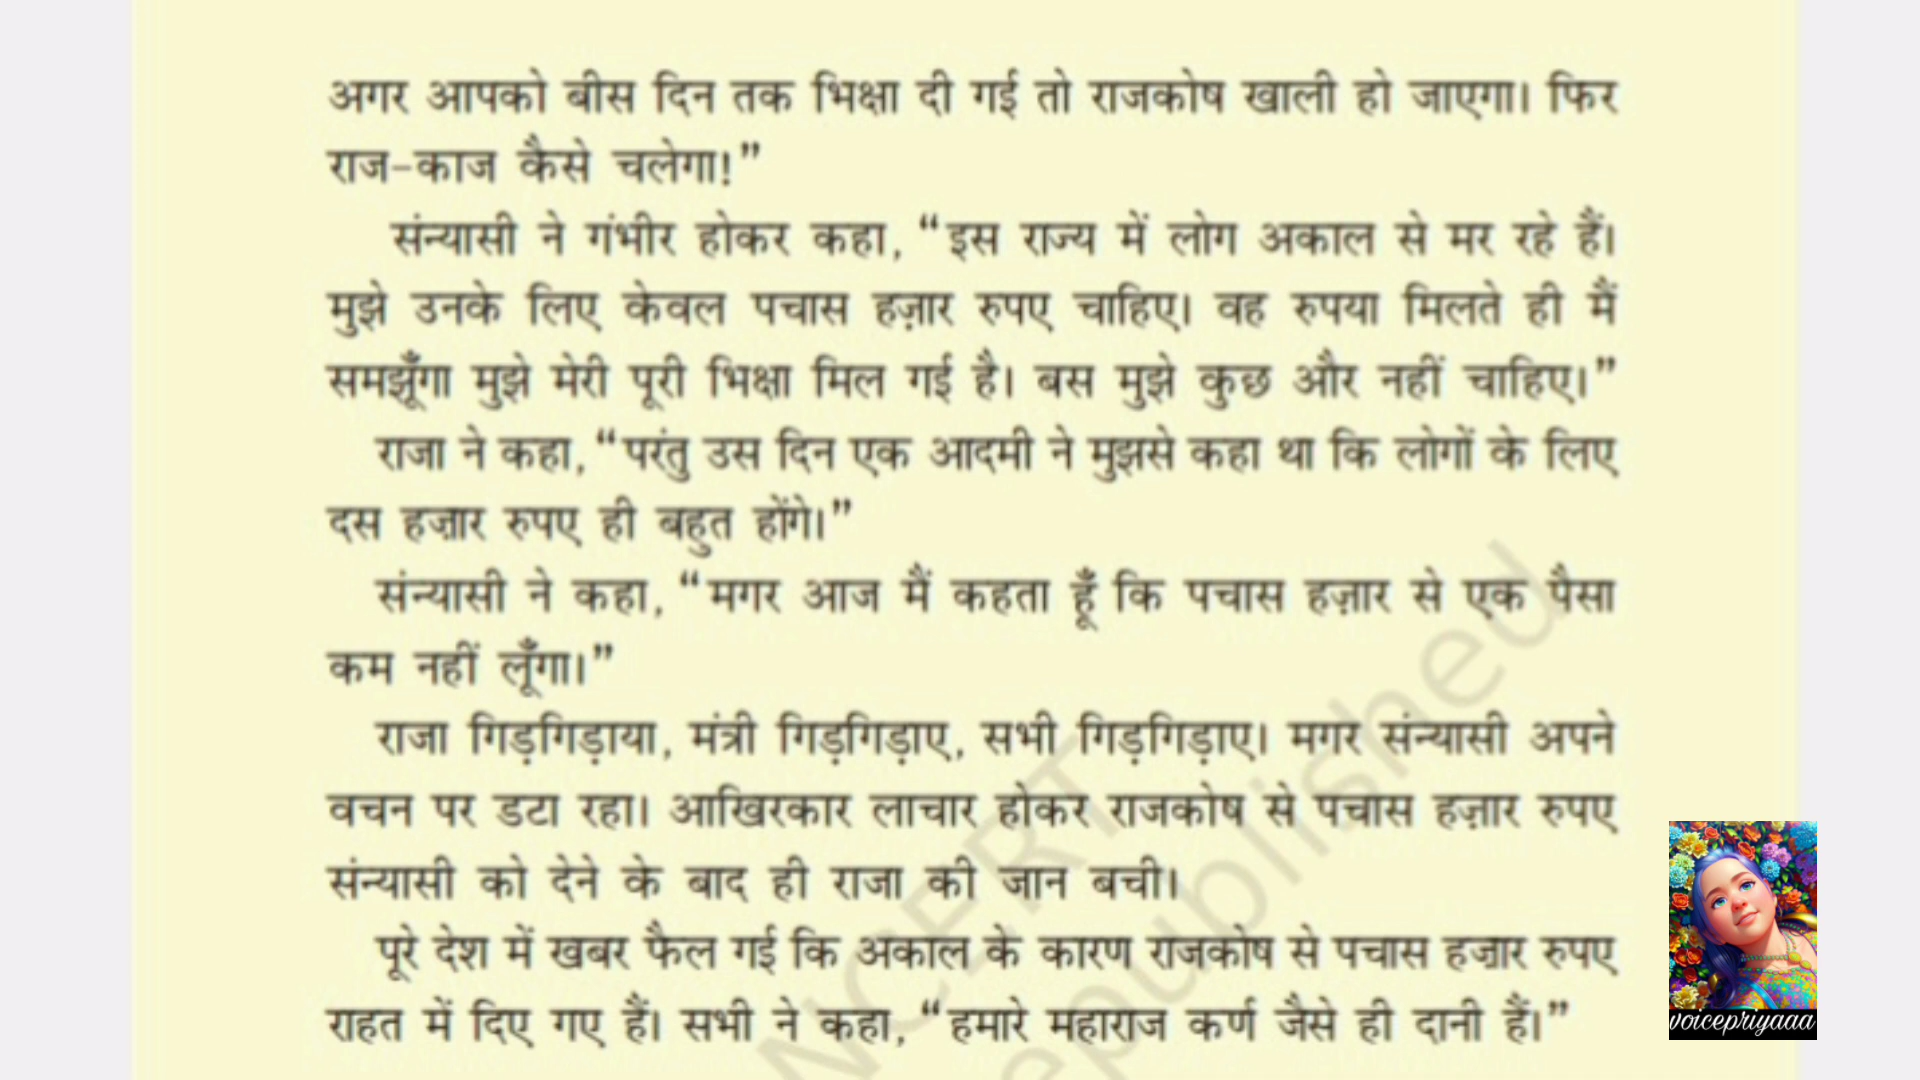 अगर आपको बीस दिन तक भिक्षा दी गई तो राजकोष खाली हो जाएगा। फिर
राज-काज कैसे चलेगा!”
संन्यासी ने गंभीर होकर कहा, “इस राज्य में लोग अकाल से मर रहे हैं।
मुझे उनके लिए केवल पचास हज़ार रुपए चाहिए। वह रुपया मिलते ही मैं
समझूँगा मुझे मेरी पूरी भिक्षा मिल गई है। बस मुझे कुछ और नहीं चाहिए।”
राजा ने कहा, “परंतु उस दिन एक आदमी ने मुझसे कहा था कि लोगों के लिए
दस हज़ार रुपए ही बहुत होंगे।”
संन्यासी ने कहा, “मगर आज मैं कहता हूँ कि पचास हज़ार से एक पैसा
कम नहीं लूँगा।”
राजा गिड़गिड़ाया, मंत्री गिड़गिड़ाए, सभी गिड़गिड़ाए। मगर संन्यासी अपने
वचन पर डटा रहा। आखिरकार लाचार होकर राजकोष से पचास हज़ार रुपए
संन्यासी को देने के बाद ही राजा की जान बची।
पूरे देश में खबर फैल गई कि अकाल के कारण राजकोष से पचास हज़ार रुपए
राहत में दिए गए हैं। सभी ने कहा, “हमारे महाराज कर्ण जैसे ही दानी हैं।”
NCERT
epublished
voicepriyaaa